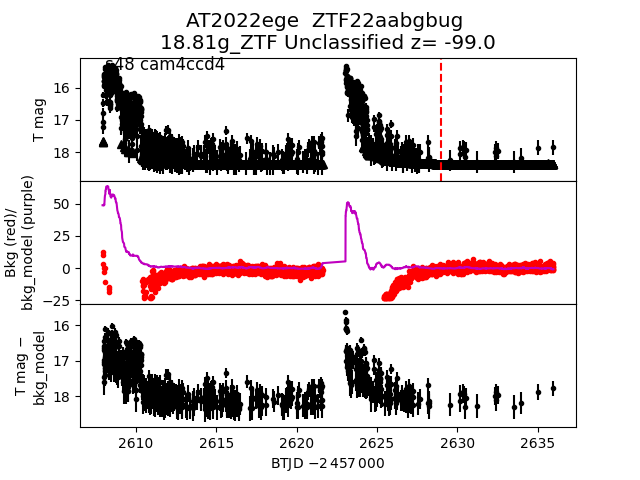 AT2022ege  ZTF22aabgbug
18.81g_ZTF Unclassified z= -99.0
s48 cam4ccd4
T mag
16
17
18
Bkg (red)/
bkg_model (purple)
50
25
0
−25
T mag −
bkg_model
16
17
18
2610
2615
2620
2625
2630
2635
BTJD −2 457 000